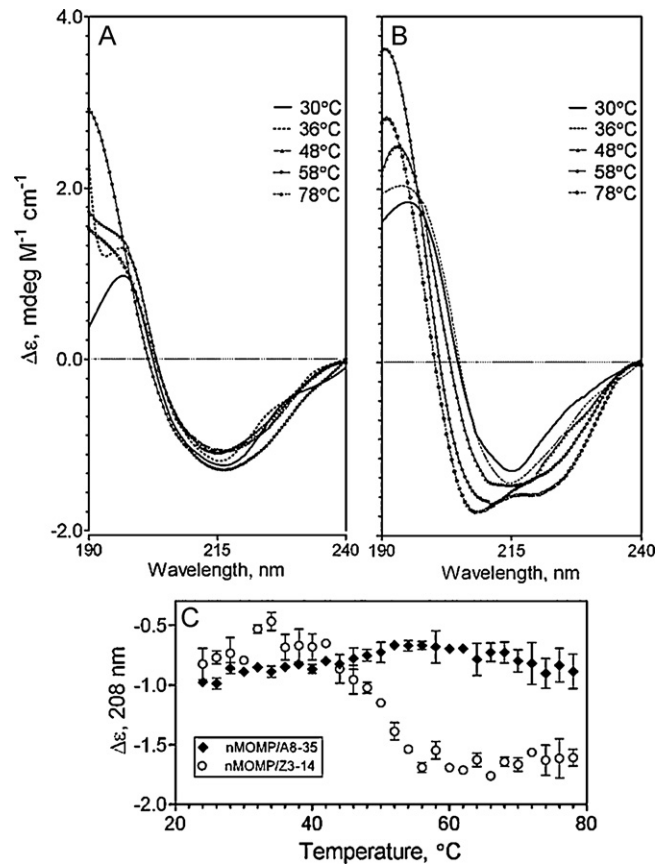 A
B
4.0
2.0
0.0
-2.0
Δε, mdeg M⁻¹ cm⁻¹
30°C
36°C
48°C
58°C
78°C
30°C
36°C
48°C
58°C
78°C
190
215
240
190
215
240
Wavelength, nm
Wavelength, nm
C
-0.5
-1.0
-1.5
-2.0
Δε, 208 nm
nMOMP/A8-35
nMOMP/Z3-14
20
40
60
80
Temperature, °C